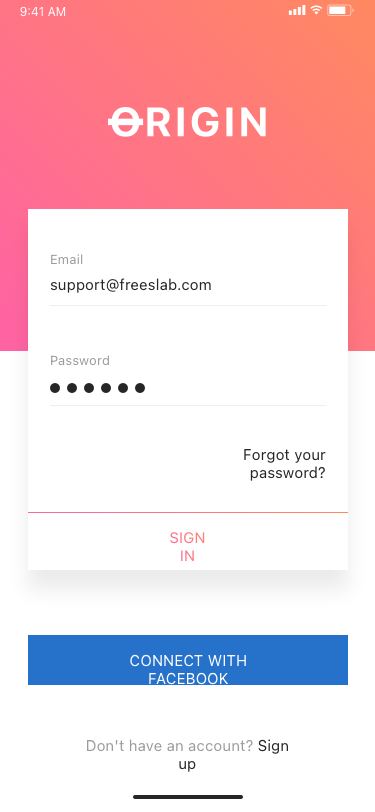 9:41 AM
ORIGIN
Email
support@freeslab.com
Password
Forgot your
password?
SIGN
IN
CONNECT WITH
FACEBOOK
Don't have an account? Sign
up